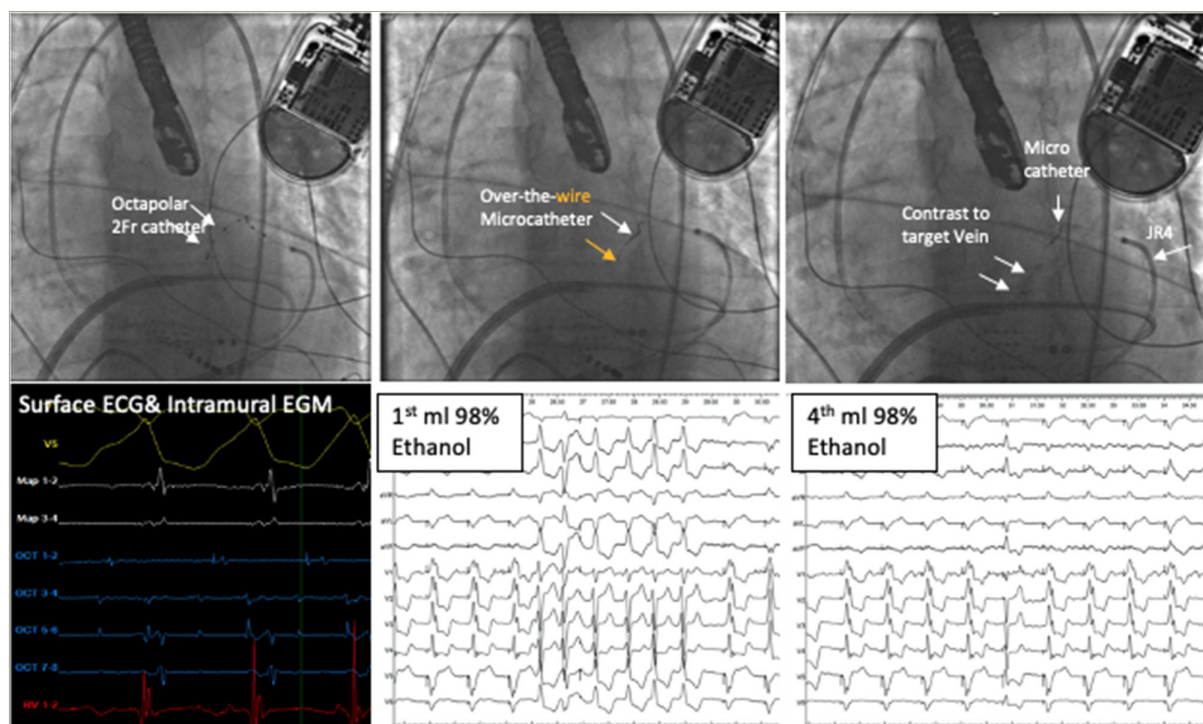 Octapolar
2Fr catheter
Over-the-wire
Microcatheter
Micro
catheter
Contrast to
target Vein
JR4
Surface ECG& Intramural EGM
V5
Map 1-2
Map 3-4
OCT 1-2
OCT 3-4
OCT 5-6
OCT 7-8
RV 1-2
1st ml 98%
Ethanol
4th ml 98%
Ethanol